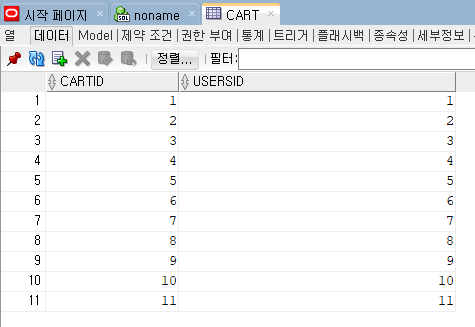 시작 페이지 × noname × CART ×
열 데이터 Model 제약 조건 권한 부여 통계 트리거 플래시백 종속성 세부정보
SQL 정렬... 필터:
CARTID USERSID
1 1 1
2 2 2
3 3 3
4 4 4
5 5 5
6 6 6
7 7 7
8 8 8
9 9 9
10 10 10
11 11 11